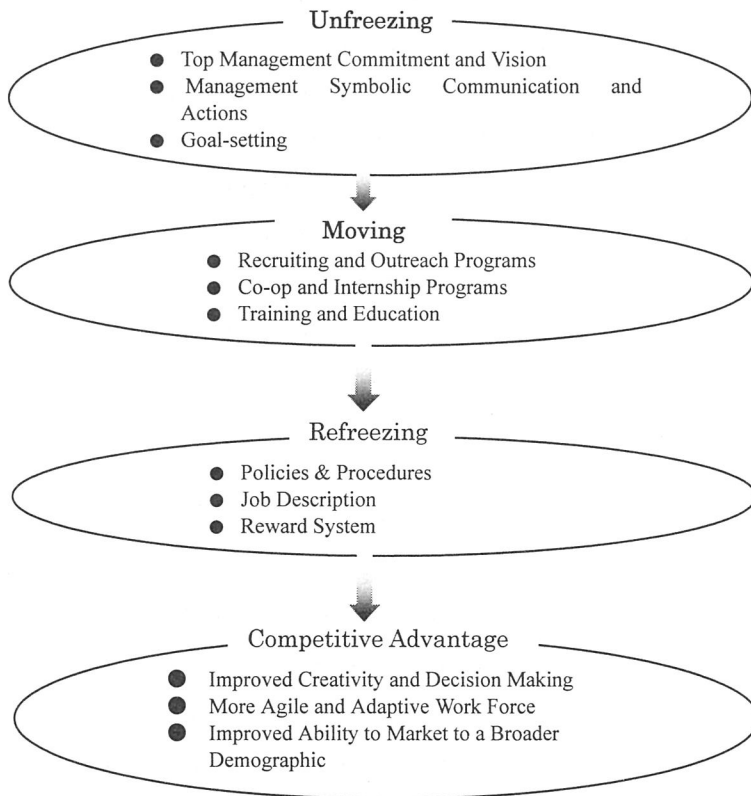 Unfreezing
● Top Management Commitment and Vision
● Management Symbolic Communication and
Actions
● Goal-setting
Moving
● Recruiting and Outreach Programs
● Co-op and Internship Programs
● Training and Education
Refreezing
● Policies & Procedures
● Job Description
● Reward System
Competitive Advantage
● Improved Creativity and Decision Making
● More Agile and Adaptive Work Force
● Improved Ability to Market to a Broader
Demographic